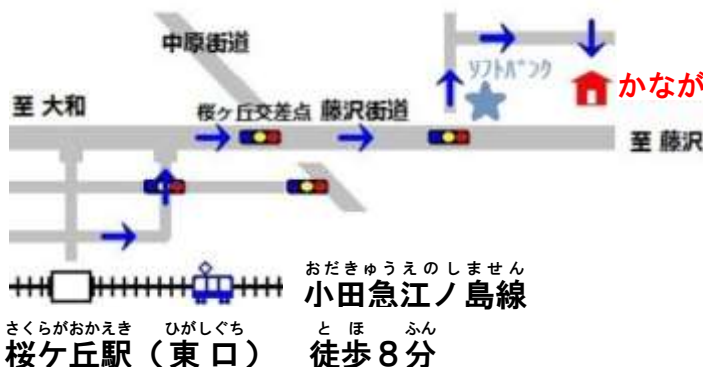 中原街道
ソフトバンク
かなが
至 大和
桜ヶ丘交差点 藤沢街道
至 藤沢
おだきゅうえのしません
小田急江ノ島線
さくらがおかえき ひがしぐち とほ ふん
桜ケ丘駅（東口） 徒歩８分